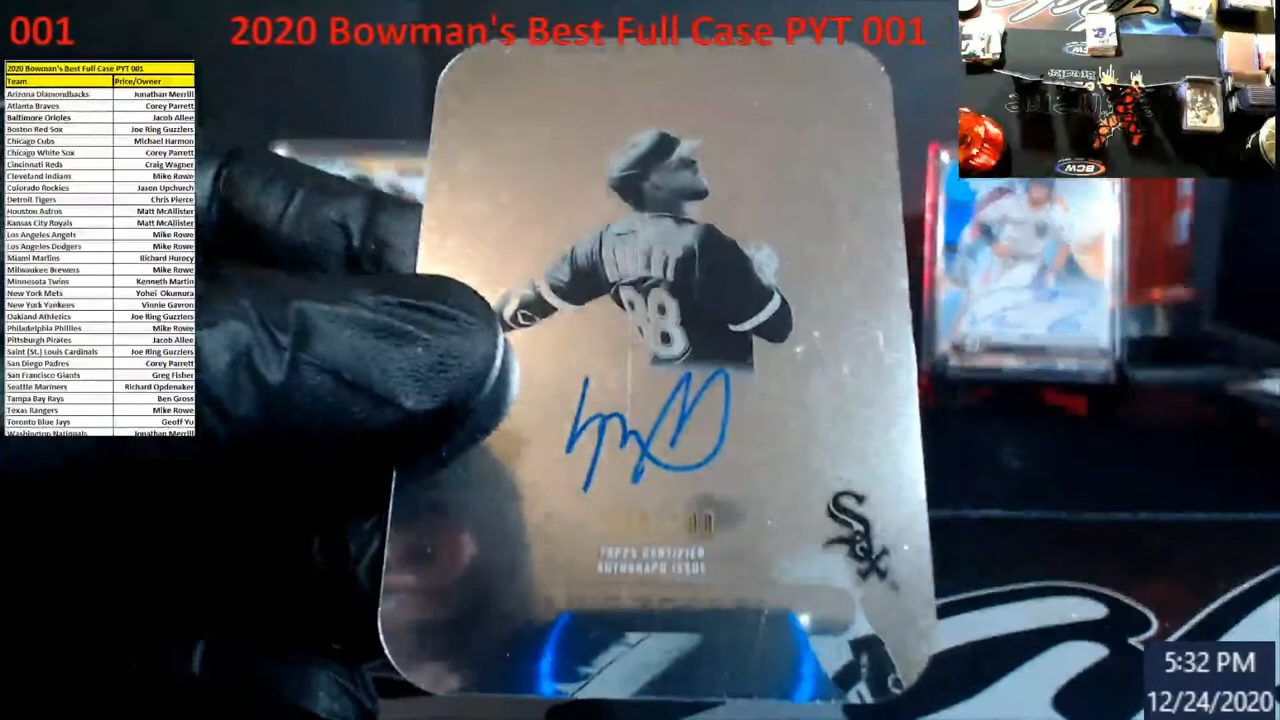 001
2020 Bowman's Best Full Case PYT 001
2020 Bowman's Best Full Case PYT 001
Team Price/Owner
Arizona Diamondbacks Jonathan Merrill
Atlanta Braves Corey Parrett
Baltimore Orioles Jacob Allee
Boston Red Sox Joe Ring Guzzlers
Chicago Cubs Michael Harmon
Chicago White Sox Corey Parrett
Cincinnati Reds Craig Wagner
Cleveland Indians Mike Rowe
Colorado Rockies Jason Upchurch
Detroit Tigers Chris Pierce
Houston Astros Matt McAllister
Kansas City Royals Matt McAllister
Los Angeles Angels Mike Rowe
Los Angeles Dodgers Mike Rowe
Miami Marlins Richard Hurocy
Milwaukee Brewers Mike Rowe
Minnesota Twins Kenneth Martin
New York Mets Yohei Okumura
New York Yankees Vinnie Gavron
Oakland Athletics Joe Ring Guzzlers
Philadelphia Phillies Mike Rowe
Pittsburgh Pirates Jacob Allee
Saint (St.) Louis Cardinals Joe Ring Guzzlers
San Diego Padres Corey Parrett
San Francisco Giants Greg Fisher
Seattle Mariners Richard Opdenaker
Tampa Bay Rays Ben Gross
Texas Rangers Mike Rowe
Toronto Blue Jays Geoff Yu
Washington Nationals Jonathan Merrill
88
TOPPS CERTIFIED
AUTOGRAPH ISSUE
Sox
BCW
5:32 PM
12/24/2020